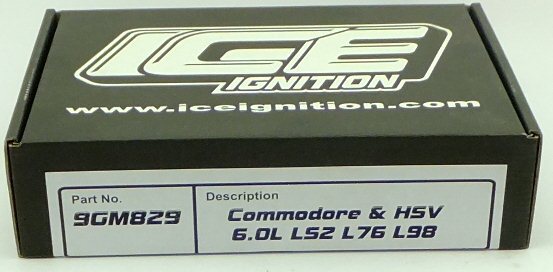 ICE
IGNITION
www.iceignition.com
Part No.
9GM829
Description
Commodore & HSV
6.0L LS2 L76 L98